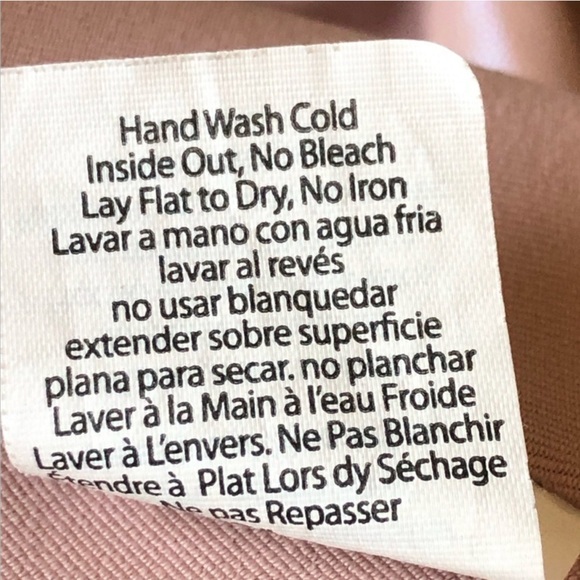 Hand Wash Cold
Inside Out, No Bleach
Lay Flat to Dry, No Iron
Lavar a mano con agua fria
lavar al revés
no usar blanquedar
extender sobre superficie
plana para secar. no planchar
Laver à la Main à l'eau Froide
Laver à L'envers. Ne Pas Blanchir
Étendre à Plat Lors dy Séchage
Ne pas Repasser